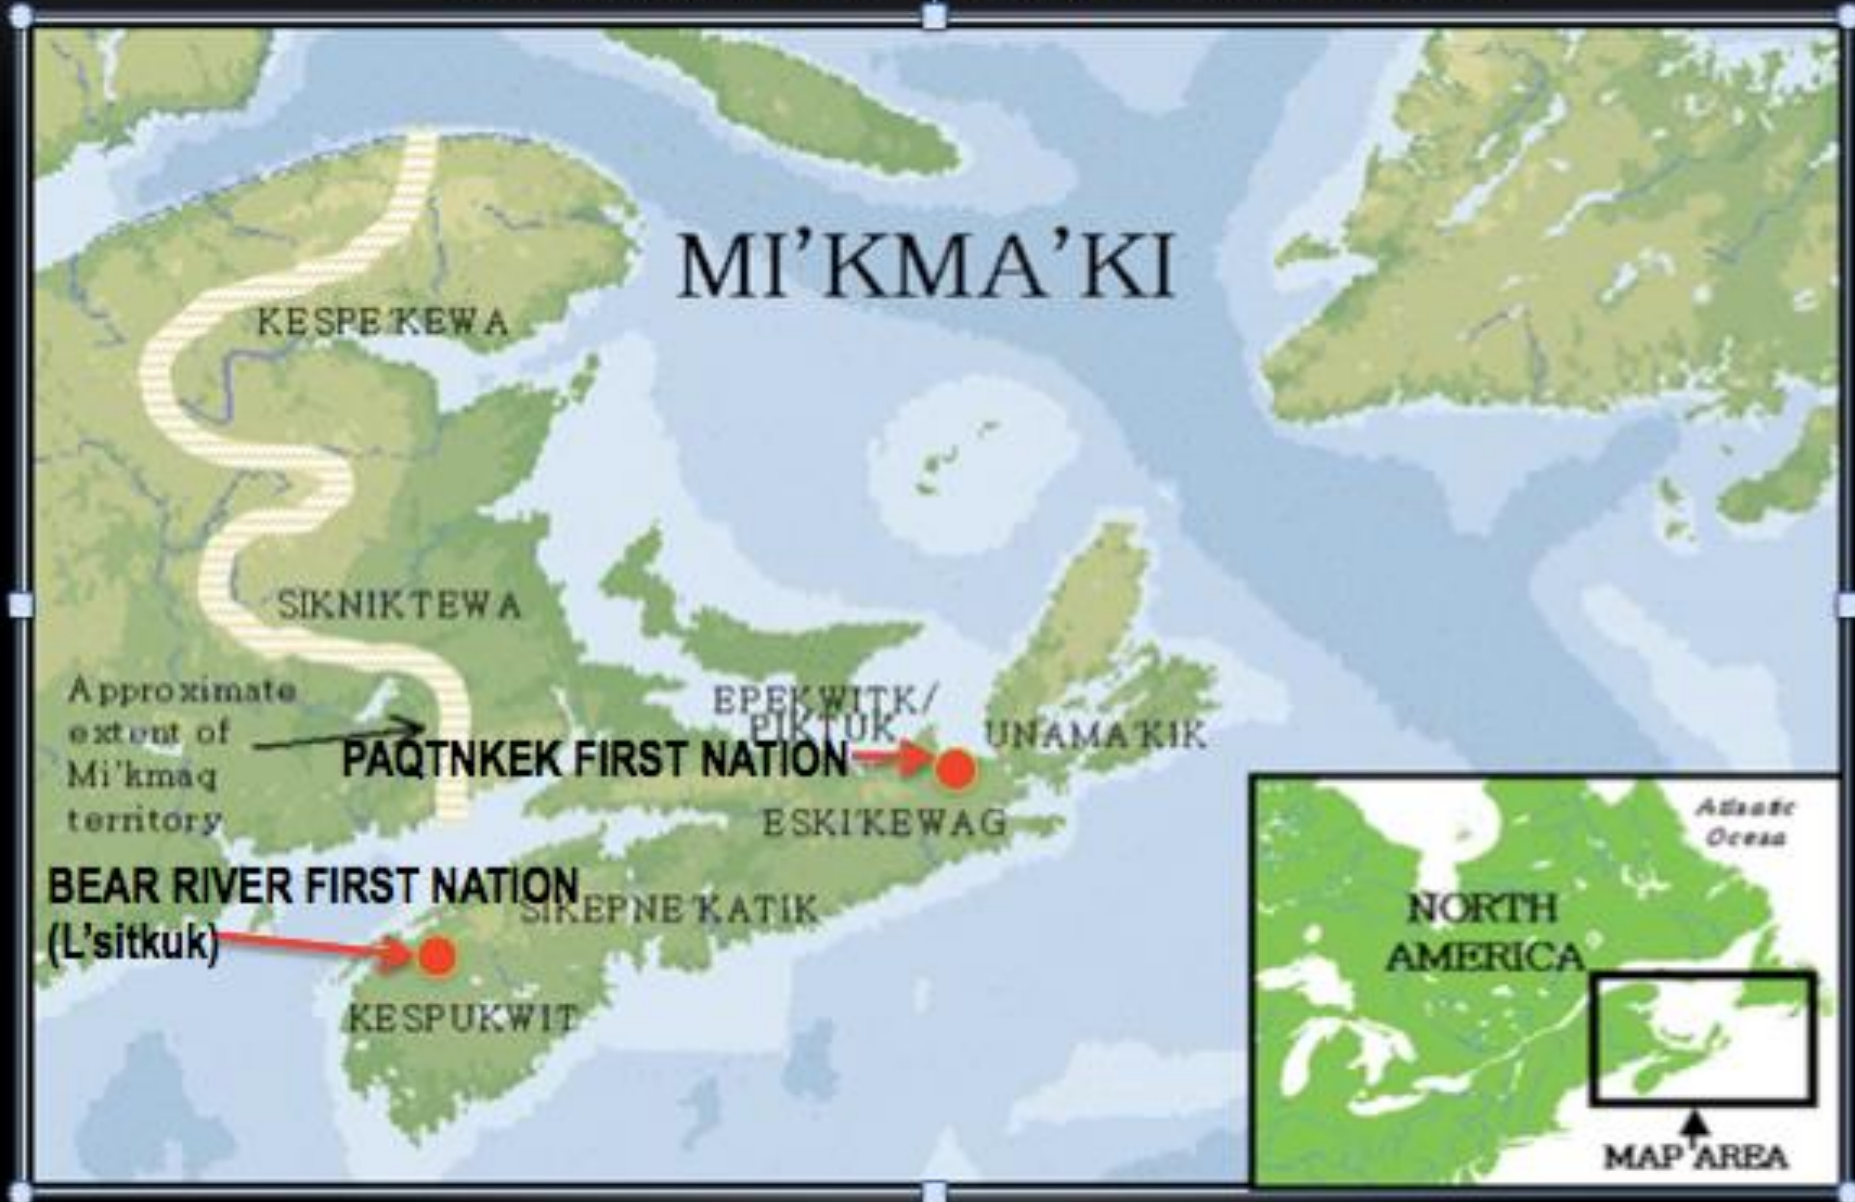 MI'KMA'KI
KESPE'KEWA
SIKNIKTEWA
Approximate
extent of
Mi'kmaq
territory
EPEKWITK/
PIKTUK
UNAMA'KIK
PAQTNKEK FIRST NATION
ESKI'KEWAG
BEAR RIVER FIRST NATION
(L'sitkuk)
SIKEPNE'KATIK
KESPUKWIT
Atlantic
Ocean
NORTH
AMERICA
MAP AREA